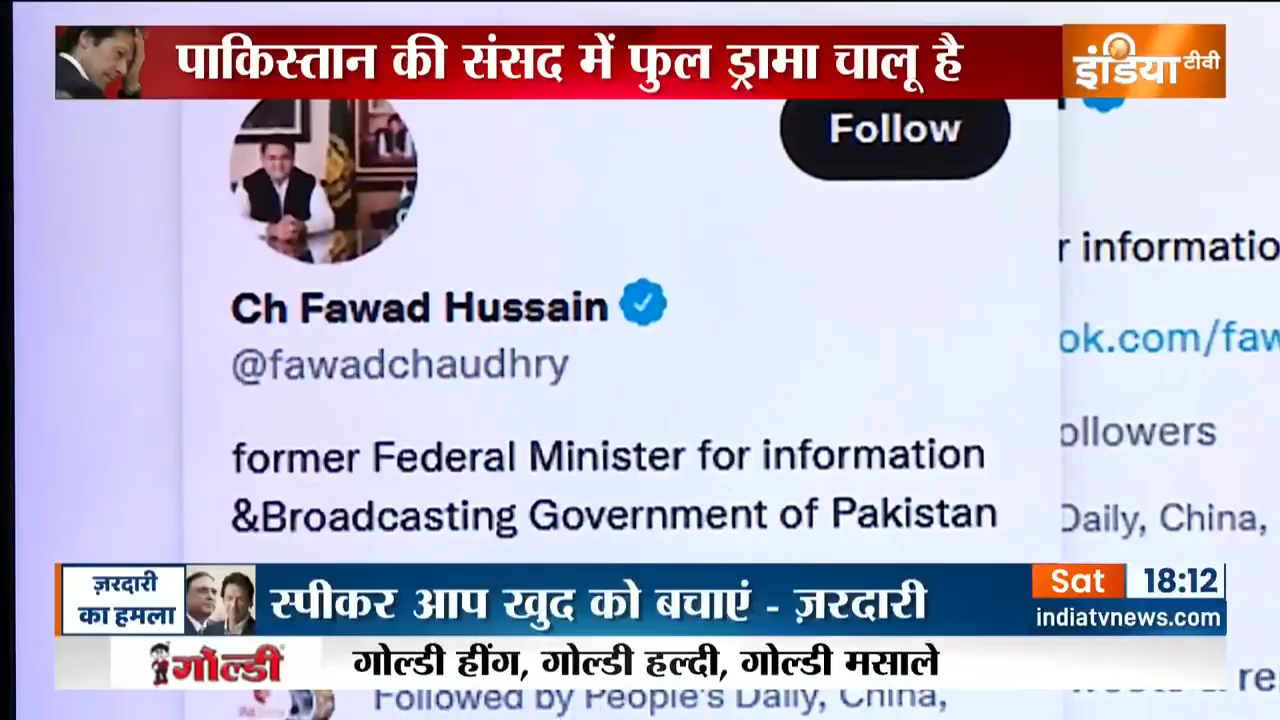 पाकिस्तान की संसद में फुल ड्रामा चालू है
इंडिया टीवी
Follow
Ch Fawad Hussain
@fawadchaudhry
former Federal Minister for information
&Broadcasting Government of Pakistan
informatio
ok.com/faw
ollowers
Daily, China,
ज़रदारी
का हमला
स्पीकर आप खुद को बचाएं - ज़रदारी
Sat 18:12
indiatvnews.com
गोल्डी
गोल्डी हींग, गोल्डी हल्दी, गोल्डी मसाले
Followed by People's Daily, China,